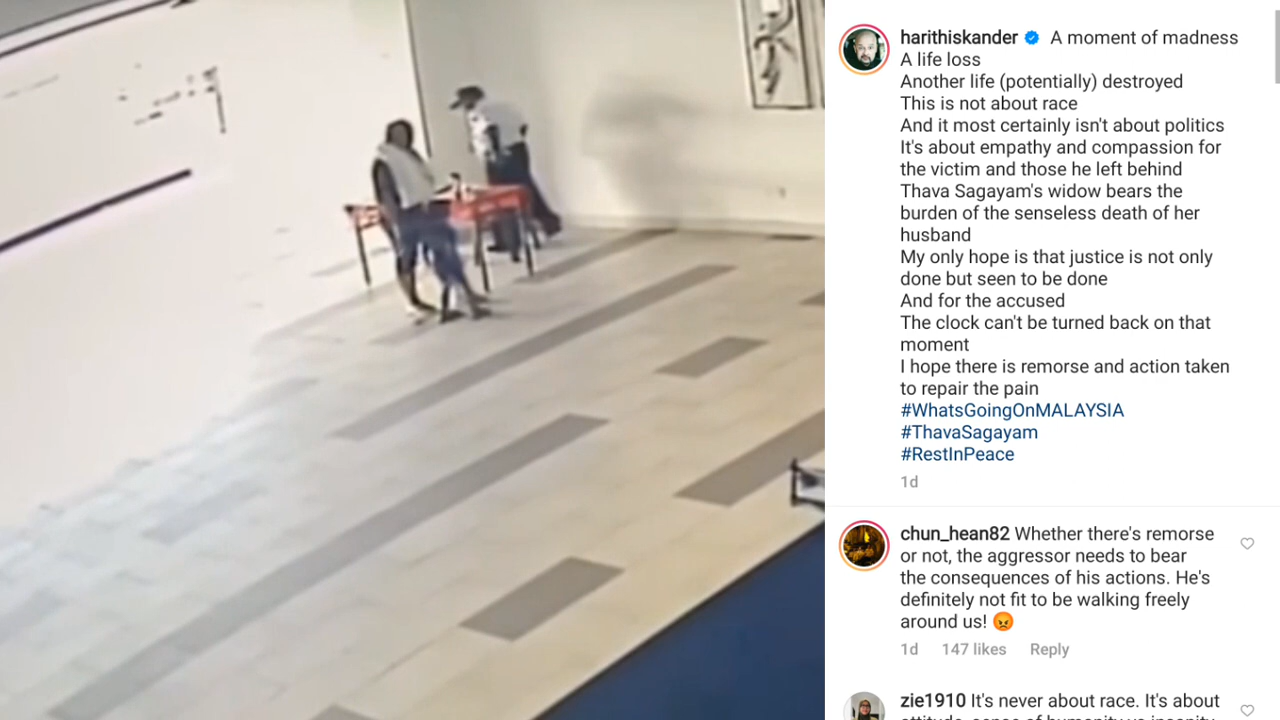 harithiskander A moment of madness
A life loss
Another life (potentially) destroyed
This is not about race
And it most certainly isn't about politics
It's about empathy and compassion for
the victim and those he left behind
Thava Sagayam's widow bears the
burden of the senseless death of her
husband
My only hope is that justice is not only
done but seen to be done
And for the accused
The clock can't be turned back on that
moment
I hope there is remorse and action taken
to repair the pain
#WhatsGoingOnMALAYSIA
#ThavaSagayam
#RestInPeace
1d
chun_hean82 Whether there's remorse
or not, the aggressor needs to bear
the consequences of his actions. He's
definitely not fit to be walking freely
around us! 😡
1d 147 likes Reply
zie1910 It's never about race. It's about